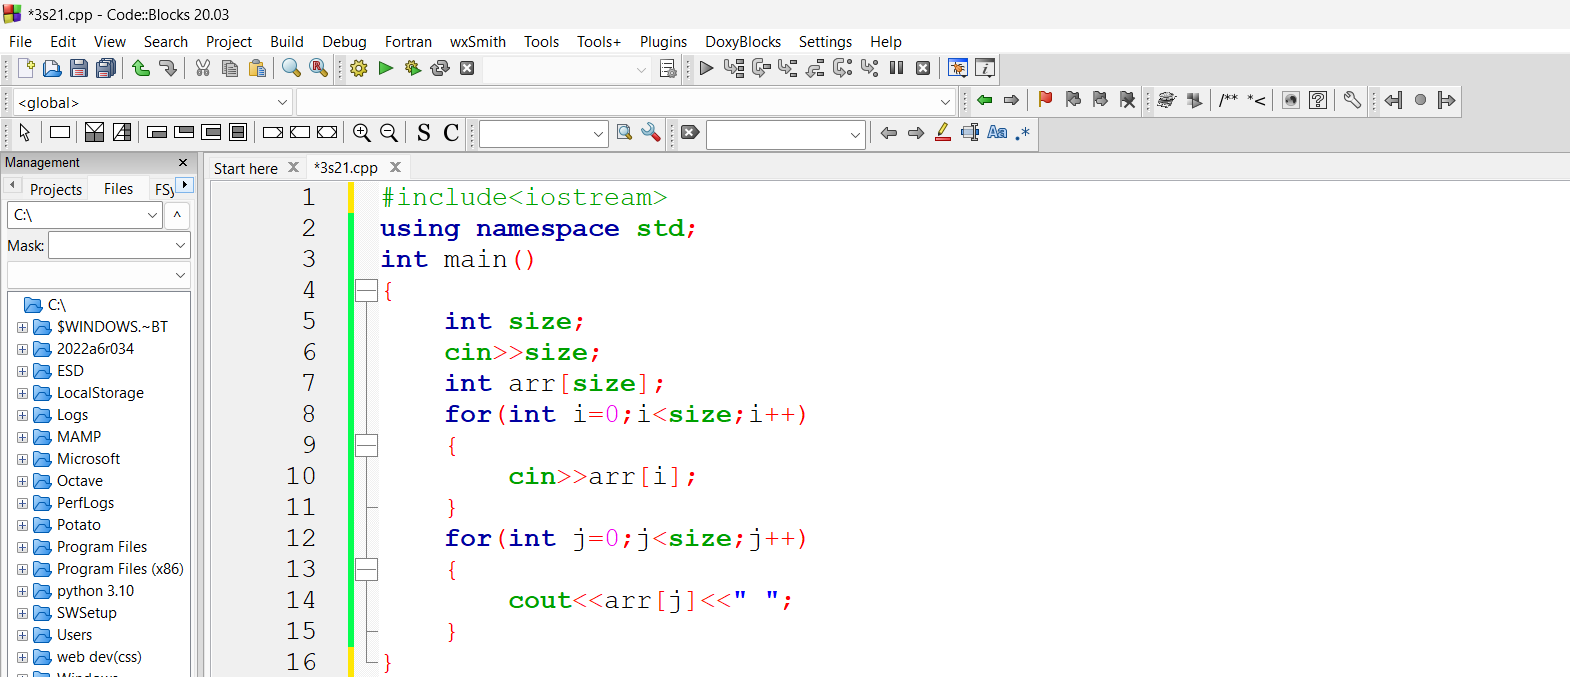 *3s21.cpp - Code::Blocks 20.03
File Edit View Search Project Build Debug Fortran wxSmith Tools Tools+ Plugins DoxyBlocks Settings Help
<global>
/** *<
S C
Aa .*
Management
Projects Files FSy
C:\
Mask:
C:\
$WINDOWS.~BT
2022a6r034
ESD
LocalStorage
Logs
MAMP
Microsoft
Octave
PerfLogs
Potato
Program Files
Program Files (x86)
python 3.10
SWSetup
Users
web dev(css)
Windows
Start here *3s21.cpp
1 #include<iostream>
2 using namespace std;
3 int main()
4 {
5 int size;
6 cin>>size;
7 int arr[size];
8 for(int i=0;i<size;i++)
9 {
10 cin>>arr[i];
11 }
12 for(int j=0;j<size;j++)
13 {
14 cout<<arr[j]<<" ";
15 }
16 }